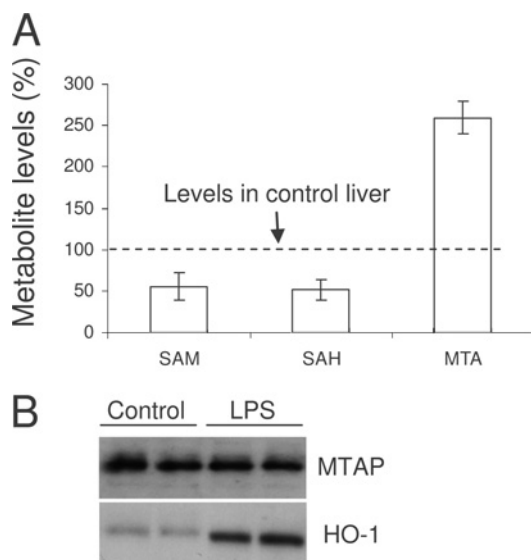 A
Metabolite levels (%)
300
250
200
150
100
50
0
Levels in control liver
SAM SAH MTA
B
Control LPS
MTAP
HO-1